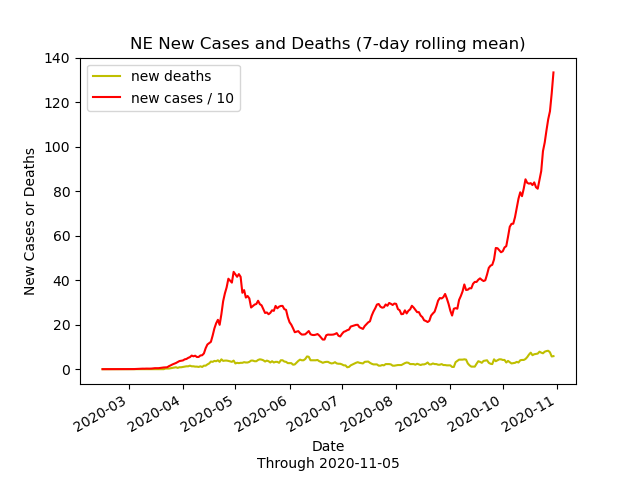 NE New Cases and Deaths (7-day rolling mean)
new deaths
new cases / 10
140
120
100
80
60
40
20
0
New Cases or Deaths
2020-03
2020-04
2020-05
2020-06
2020-07
2020-08
2020-09
2020-10
2020-11
Date
Through 2020-11-05